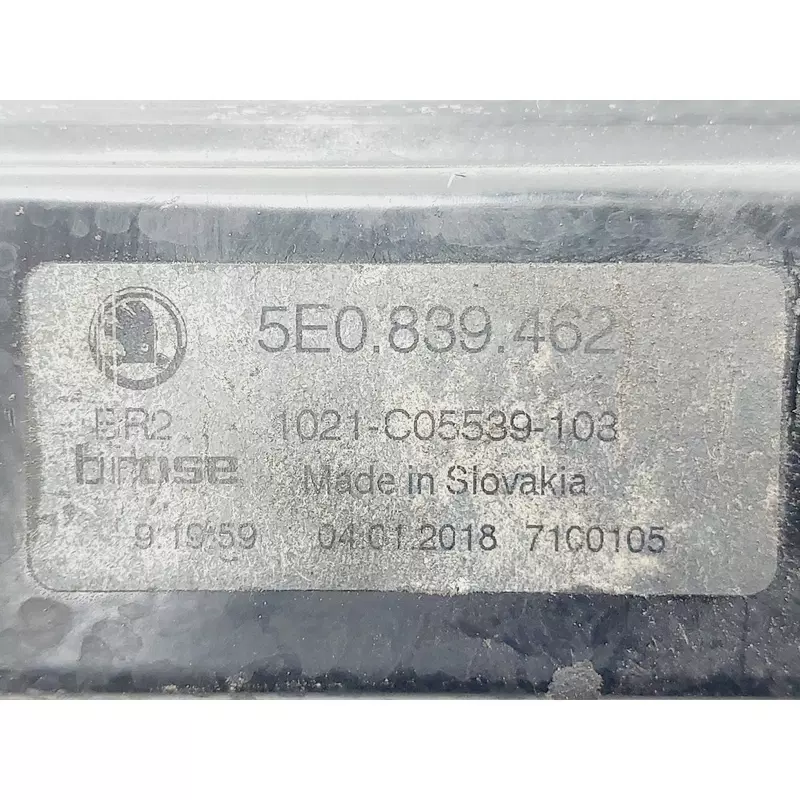 5E0.839.462
BR2 1021-C05539-103
brose Made in Slovakia
9:19:59 04.01.2018 71C0105